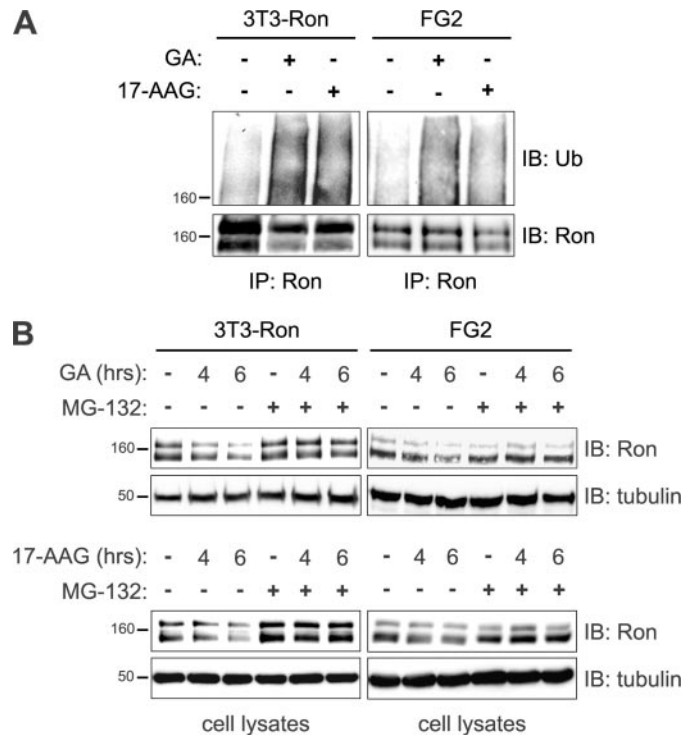 A
3T3-Ron FG2
GA: - + - - + -
17-AAG: - - + - - +
IB: Ub
160
160
IB: Ron
IP: Ron IP: Ron
B
3T3-Ron FG2
GA (hrs): - 4 6 - 4 6 - 4 6 - 4 6
MG-132: - - - + + + - - - + + +
160
IB: Ron
50
IB: tubulin
17-AAG (hrs): - 4 6 - 4 6 - 4 6 - 4 6
MG-132: - - - + + + - - - + + +
160
IB: Ron
50
IB: tubulin
cell lysates cell lysates